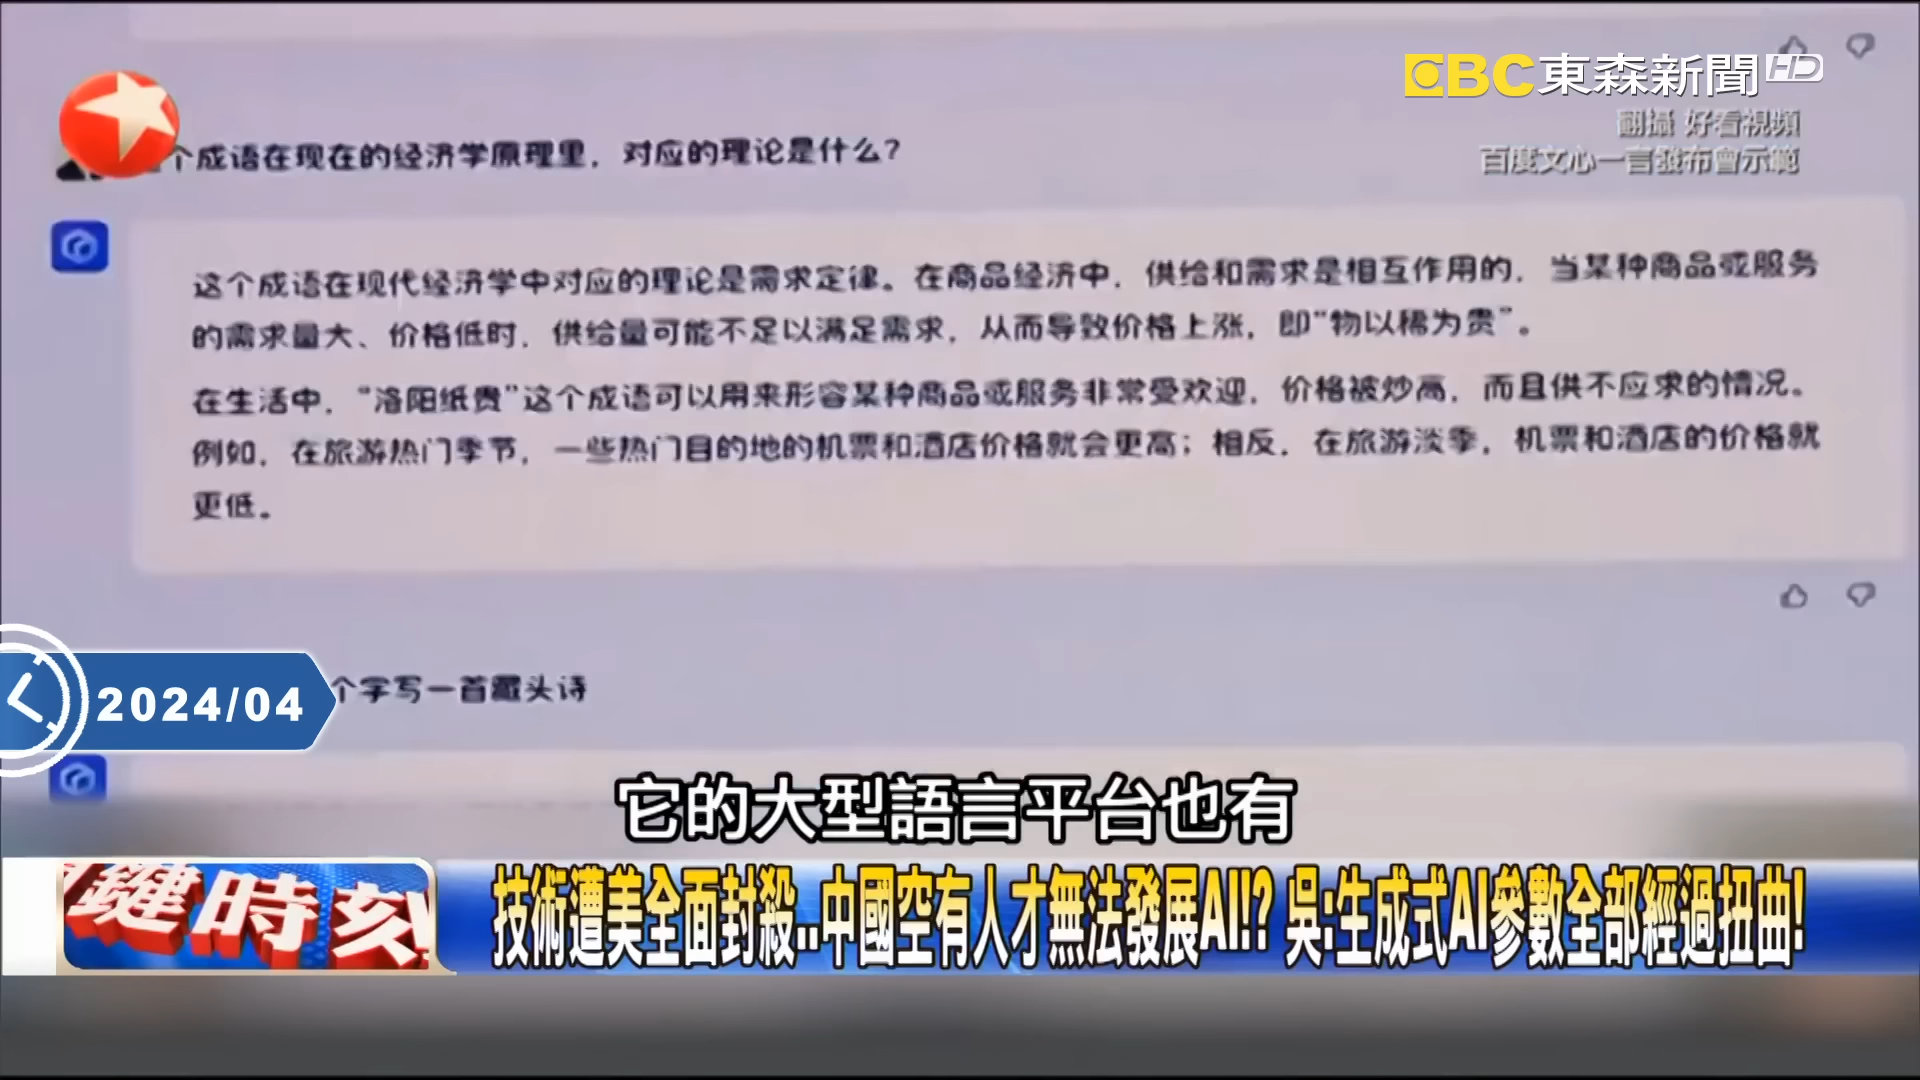 EBC東森新聞HD
翻攝 好看視頻
百度文心一言發布會示範
个成语在现在的经济学原理里，对应的理论是什么？
这个成语在现代经济学中对应的理论是需求定律。在商品经济中，供给和需求是相互作用的，当某种商品或服务
的需求量大、价格低时，供给量可能不足以满足需求，从而导致价格上涨，即“物以稀为贵”。
在生活中，“洛阳纸贵”这个成语可以用来形容某种商品或服务非常受欢迎，价格被炒高，而且供不应求的情况。
例如，在旅游热门季节，一些热门目的地的机票和酒店价格就会更高；相反，在旅游淡季，机票和酒店的价格就
更低。
2024/04
个字写一首藏头诗
它的大型語言平台也有
鍵時刻
技術遭美全面封殺..中國空有人才無法發展AI!? 吳:生成式AI參數全部經過扭曲!